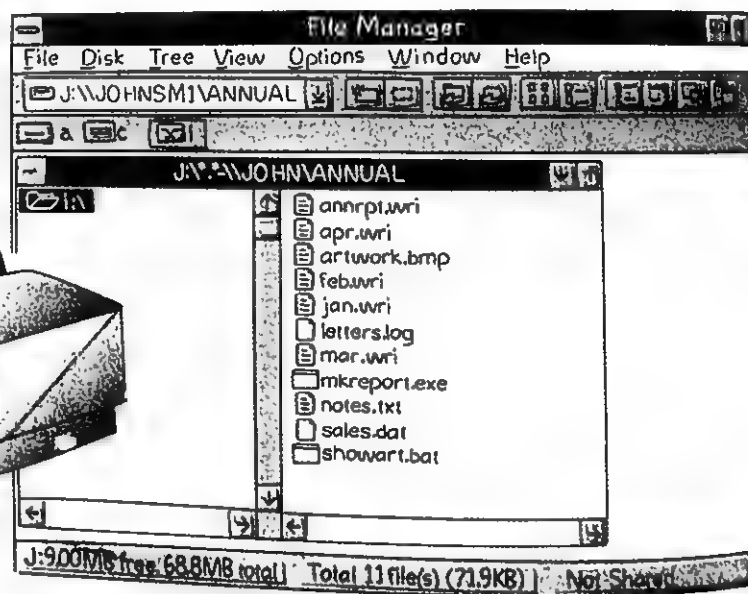 File Manager
File Disk Tree View Options Window Help
J:\\JOHNSM1\ANNUAL
a c
J:\*.*-\\JOHN\ANNUAL
J:\
annrpt.wri
apr.wri
artwork.bmp
feb.wri
jan.wri
letters.log
mar.wri
mkreport.exe
notes.txt
sales.dat
showart.bat
J:9.00MB free, 68.8MB total Total 11 file(s) (71.9KB) Not Shared